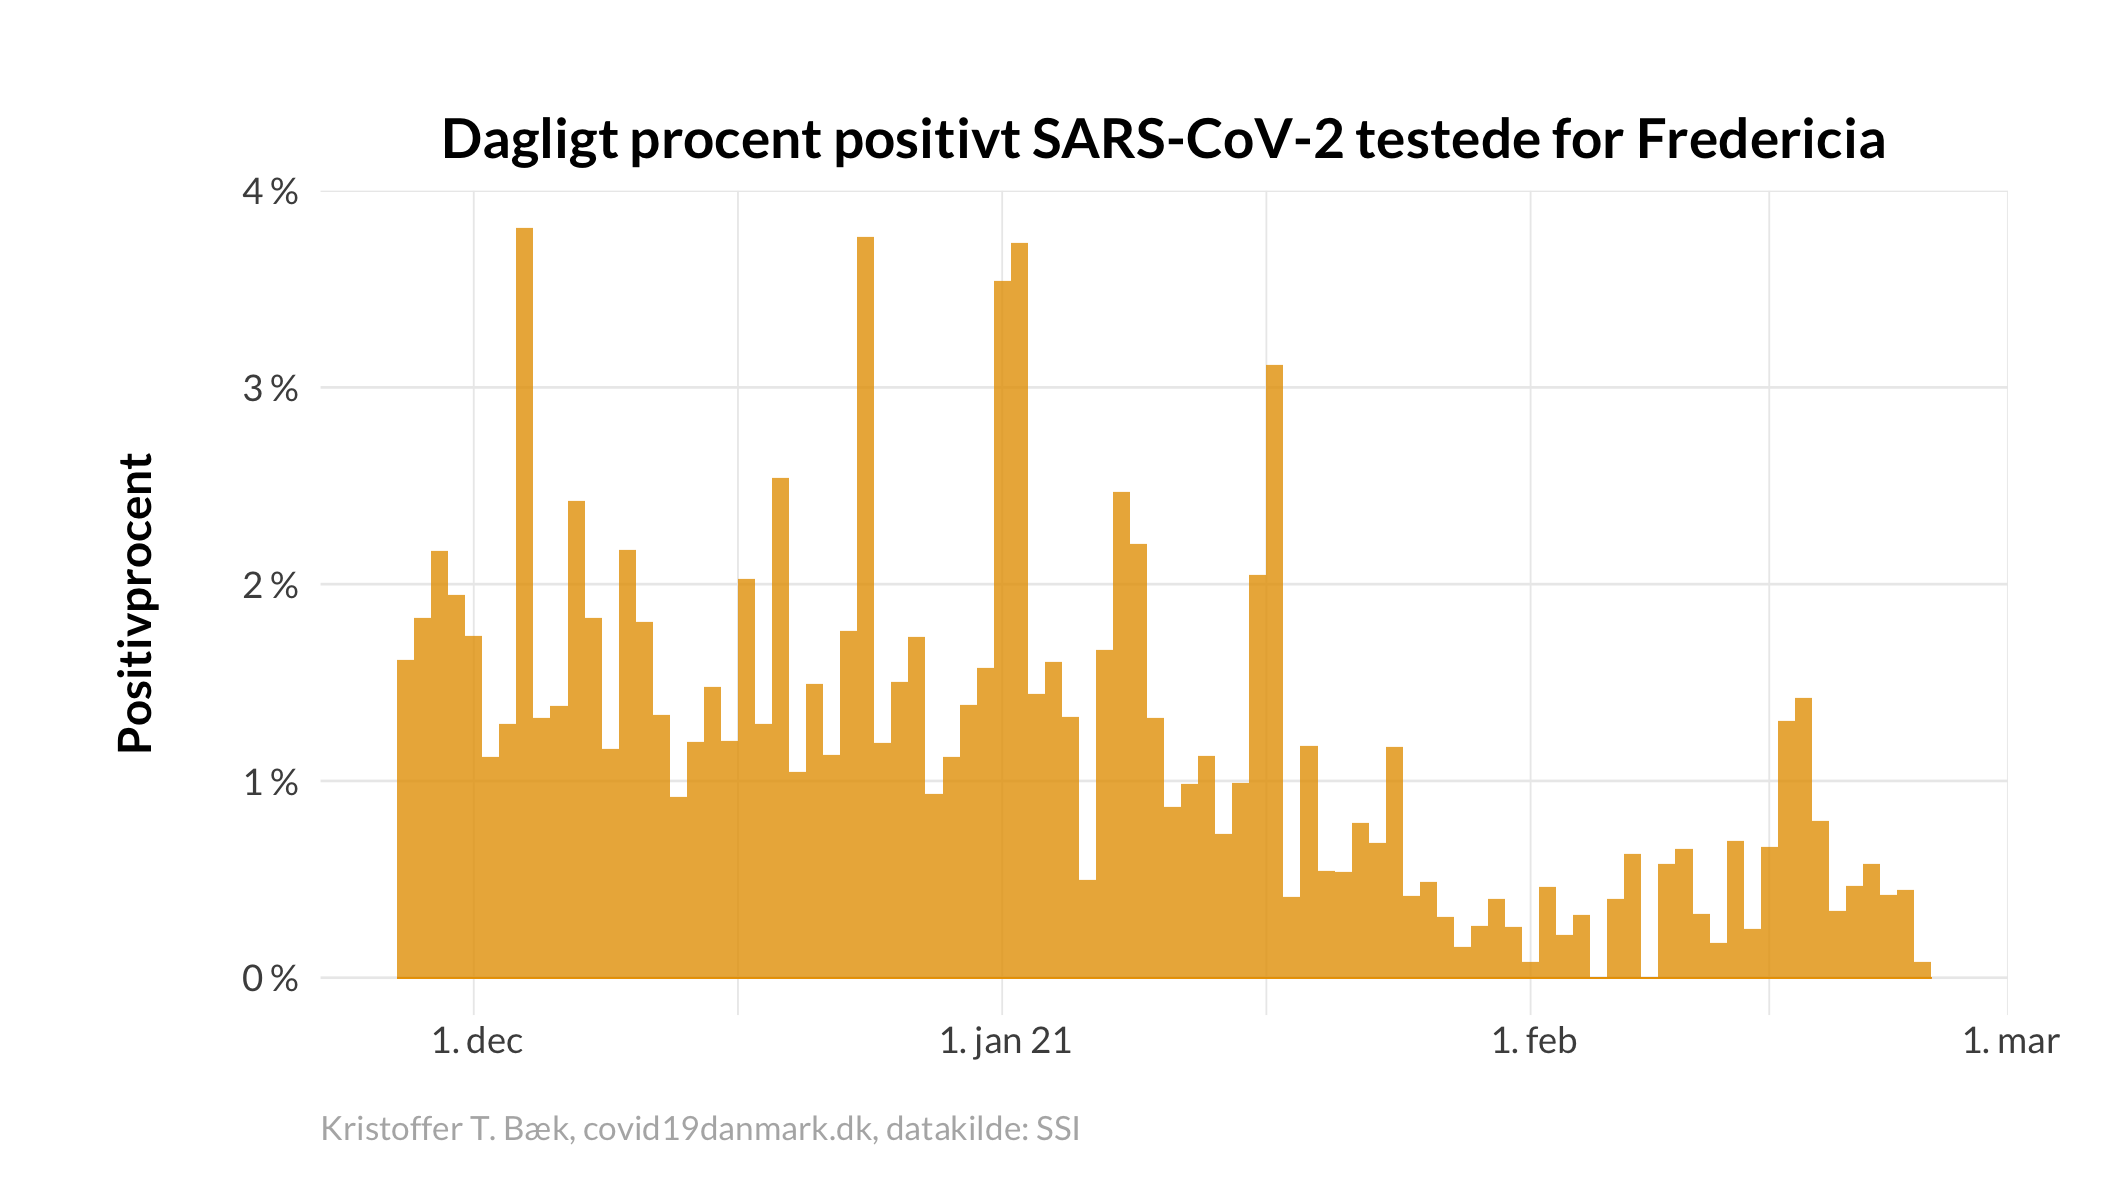 Dagligt procent positivt SARS-CoV-2 testede for Fredericia
Positivprocent
4 %
3 %
2 %
1 %
0 %
1. dec
1. jan 21
1. feb
1. mar
Kristoffer T. Bæk, covid19danmark.dk, datakilde: SSI